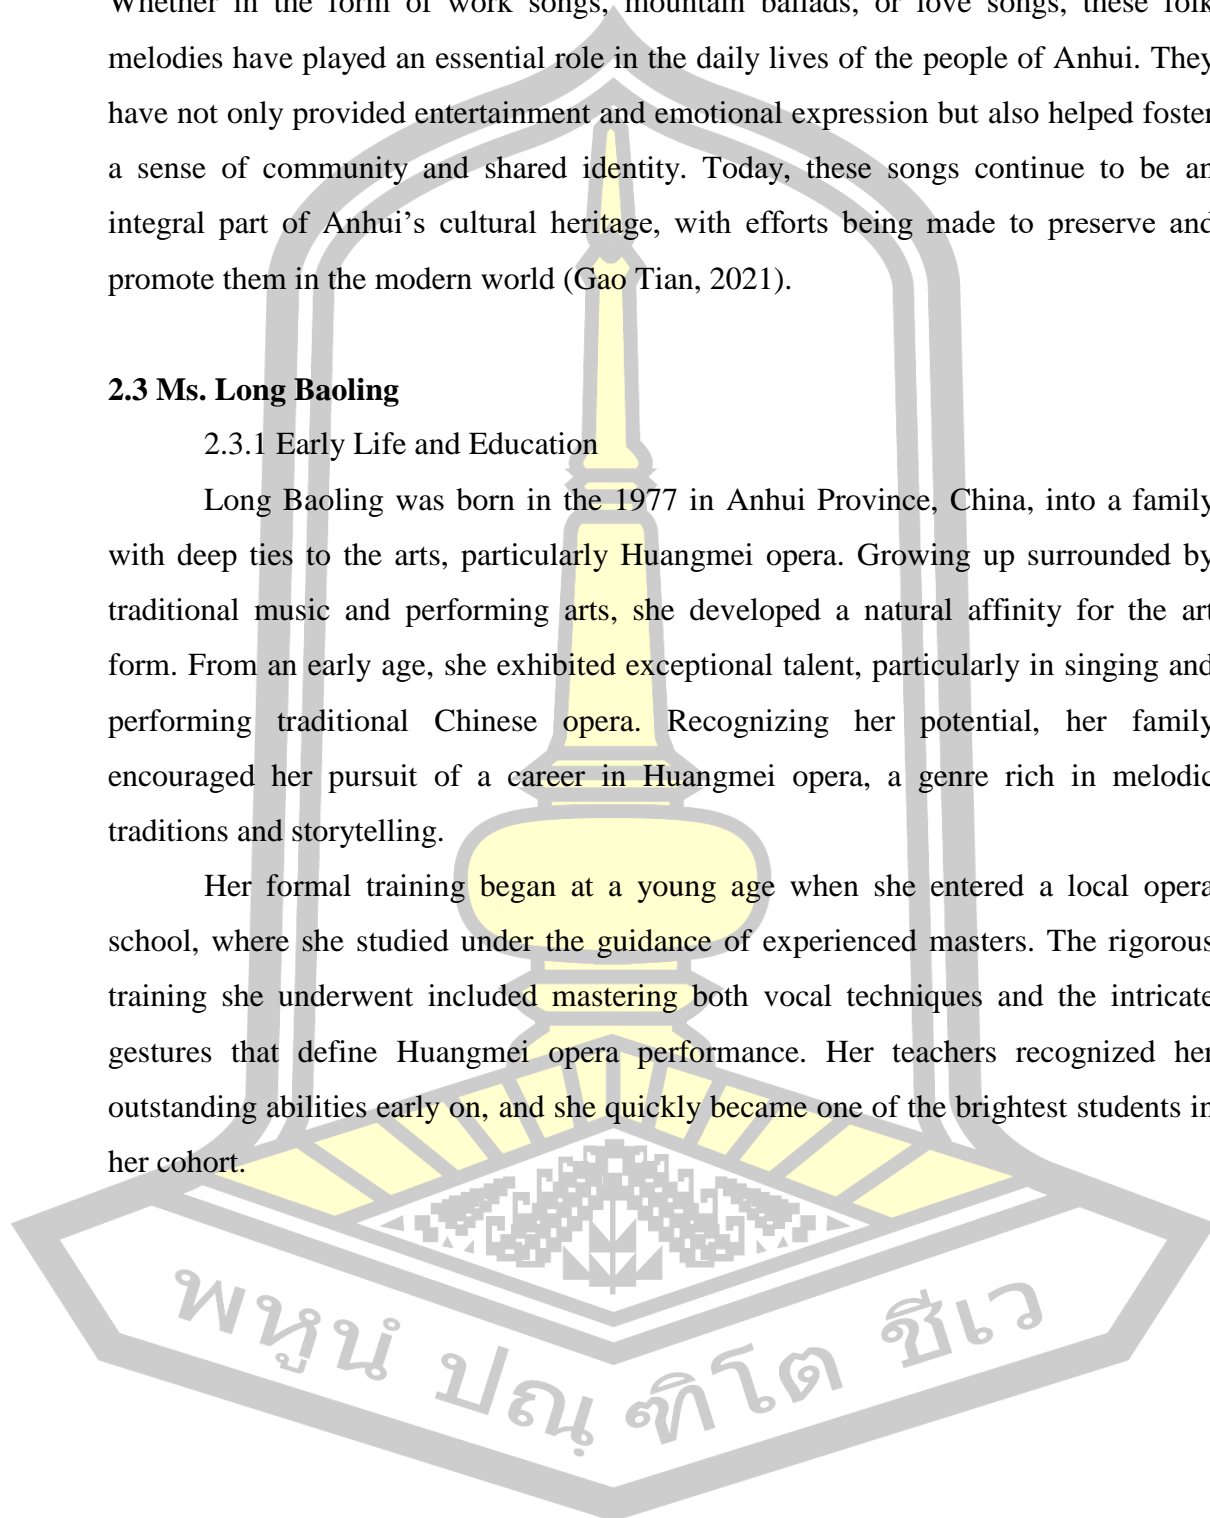 Whether in the form of work songs, mountain ballads, or love songs, these folk
melodies have played an essential role in the daily lives of the people of Anhui. They
have not only provided entertainment and emotional expression but also helped foster
a sense of community and shared identity. Today, these songs continue to be an
integral part of Anhui’s cultural heritage, with efforts being made to preserve and
promote them in the modern world (Gao Tian, 2021).
2.3 Ms. Long Baoling
2.3.1 Early Life and Education
Long Baoling was born in the 1977 in Anhui Province, China, into a family
with deep ties to the arts, particularly Huangmei opera. Growing up surrounded by
traditional music and performing arts, she developed a natural affinity for the art
form. From an early age, she exhibited exceptional talent, particularly in singing and
performing traditional Chinese opera. Recognizing her potential, her family
encouraged her pursuit of a career in Huangmei opera, a genre rich in melodic
traditions and storytelling.
Her formal training began at a young age when she entered a local opera
school, where she studied under the guidance of experienced masters. The rigorous
training she underwent included mastering both vocal techniques and the intricate
gestures that define Huangmei opera performance. Her teachers recognized her
outstanding abilities early on, and she quickly became one of the brightest students in
her cohort.
พหูนํ ปณฺฑิโต ชีเว